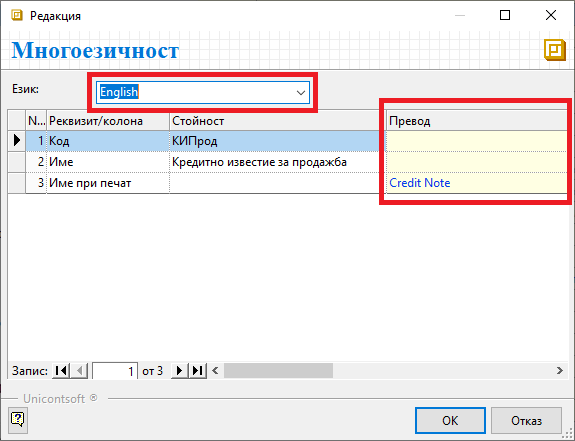 Редакция
Многоезичност
Език: English
N... Реквизит/колона Стойност Превод
1 Код КИПрод
2 Име Кредитно известие за продажба
3 Име при печат Credit Note
Запис: 1 от 3
Unicontsoft ®
OK Отказ